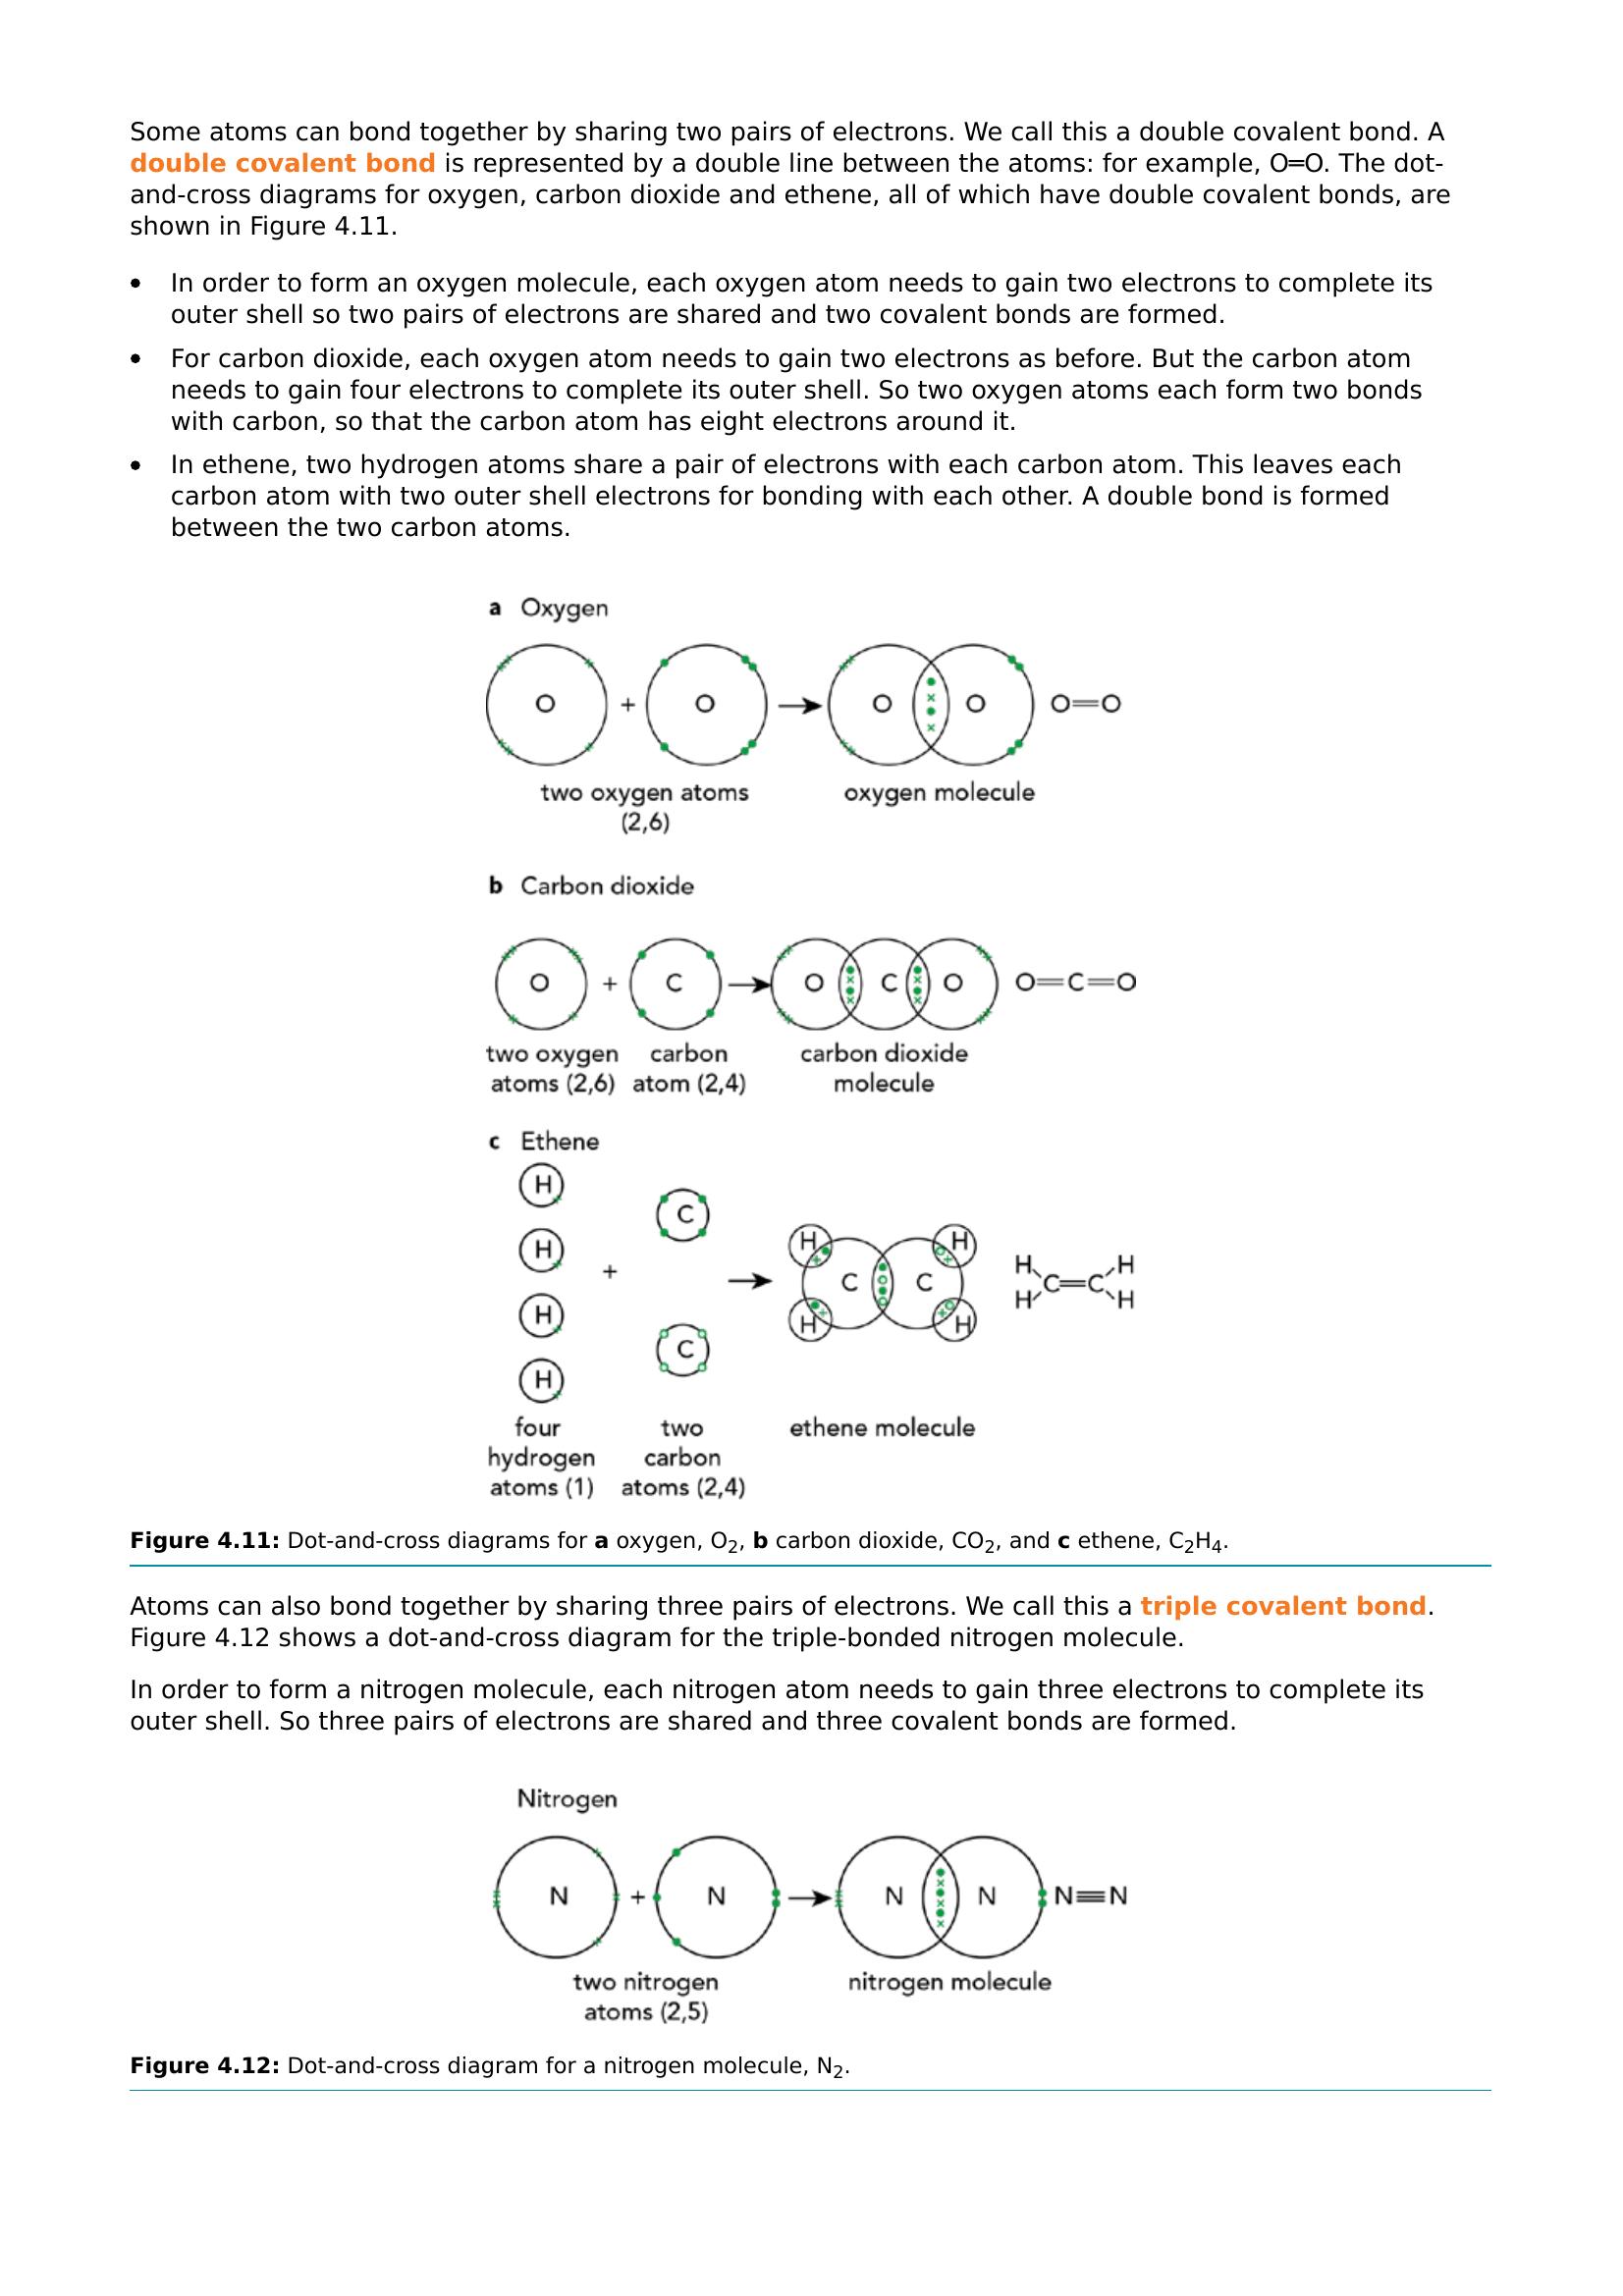 Some atoms can bond together by sharing two pairs of electrons. We call this a double covalent bond. A
double covalent bond is represented by a double line between the atoms: for example, O═O. The dot-
and-cross diagrams for oxygen, carbon dioxide and ethene, all of which have double covalent bonds, are
shown in Figure 4.11.
• In order to form an oxygen molecule, each oxygen atom needs to gain two electrons to complete its
outer shell so two pairs of electrons are shared and two covalent bonds are formed.
• For carbon dioxide, each oxygen atom needs to gain two electrons as before. But the carbon atom
needs to gain four electrons to complete its outer shell. So two oxygen atoms each form two bonds
with carbon, so that the carbon atom has eight electrons around it.
• In ethene, two hydrogen atoms share a pair of electrons with each carbon atom. This leaves each
carbon atom with two outer shell electrons for bonding with each other. A double bond is formed
between the two carbon atoms.
a Oxygen
O + O O O O═O
two oxygen atoms
(2,6)
oxygen molecule
b Carbon dioxide
O + C O C O O═C═O
two oxygen
atoms (2,6)
carbon
atom (2,4)
carbon dioxide
molecule
c Ethene
H
H
H
H
+
C
C
H H
C C
H H
H H
C═C
H H
four
hydrogen
atoms (1)
two
carbon
atoms (2,4)
ethene molecule
Figure 4.11: Dot-and-cross diagrams for a oxygen, O₂, b carbon dioxide, CO₂, and c ethene, C₂H₄.
Atoms can also bond together by sharing three pairs of electrons. We call this a triple covalent bond.
Figure 4.12 shows a dot-and-cross diagram for the triple-bonded nitrogen molecule.
In order to form a nitrogen molecule, each nitrogen atom needs to gain three electrons to complete its
outer shell. So three pairs of electrons are shared and three covalent bonds are formed.
Nitrogen
N + N N N N≡N
two nitrogen
atoms (2,5)
nitrogen molecule
Figure 4.12: Dot-and-cross diagram for a nitrogen molecule, N₂.